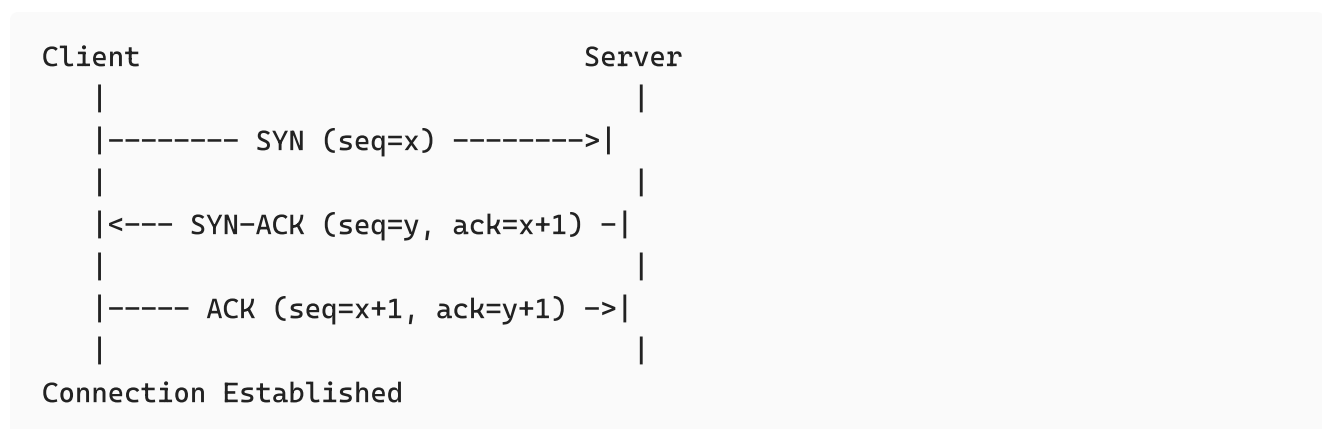 Client                           Server
   |                                 |
   |-------- SYN (seq=x) -------->|
   |                                 |
   |<--- SYN-ACK (seq=y, ack=x+1) -|
   |                                 |
   |----- ACK (seq=x+1, ack=y+1) ->|
   |                                 |
Connection Established